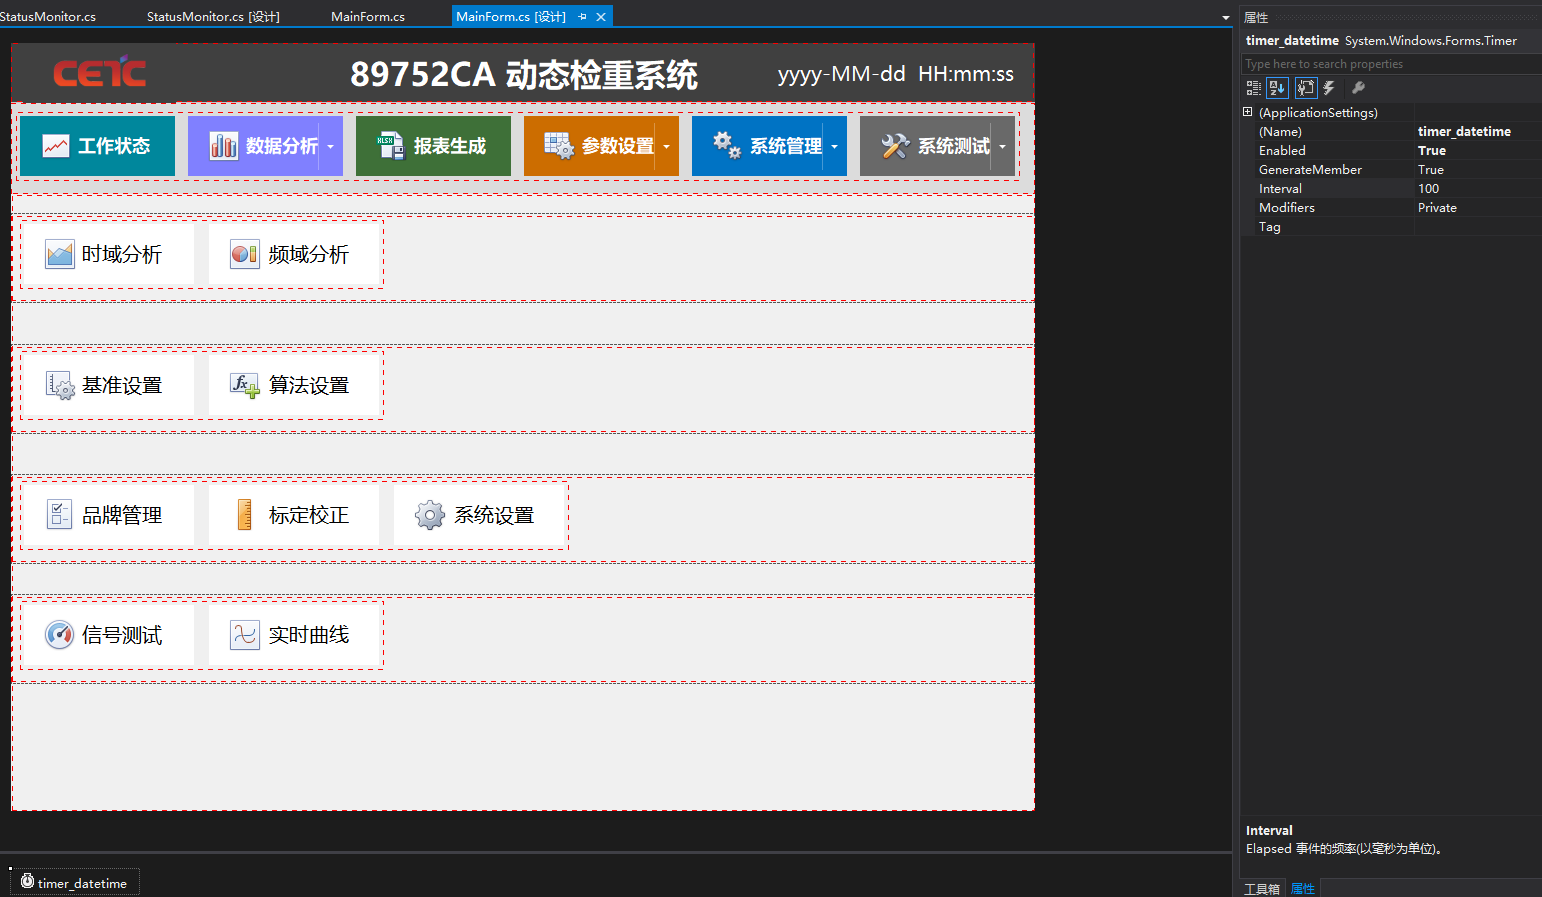 StatusMonitor.cs
StatusMonitor.cs [设计]
MainForm.cs
MainForm.cs [设计]
CETC
89752CA 动态检重系统
yyyy-MM-dd HH:mm:ss
工作状态
数据分析
XLSH
报表生成
参数设置
系统管理
系统测试
时域分析
频域分析
基准设置
fx
算法设置
品牌管理
标定校正
系统设置
信号测试
实时曲线
timer_datetime
属性
timer_datetime System.Windows.Forms.Timer
Type here to search properties
(ApplicationSettings)
(Name) timer_datetime
Enabled True
GenerateMember True
Interval 100
Modifiers Private
Tag
Interval
Elapsed 事件的频率(以毫秒为单位)。
工具箱
属性